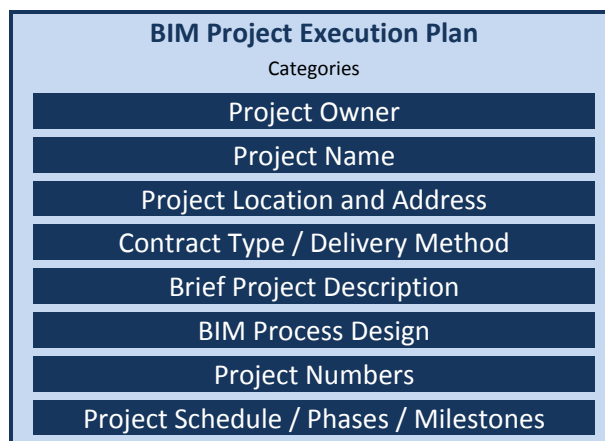 BIM Project Execution Plan
Categories
Project Owner
Project Name
Project Location and Address
Contract Type / Delivery Method
Brief Project Description
BIM Process Design
Project Numbers
Project Schedule / Phases / Milestones